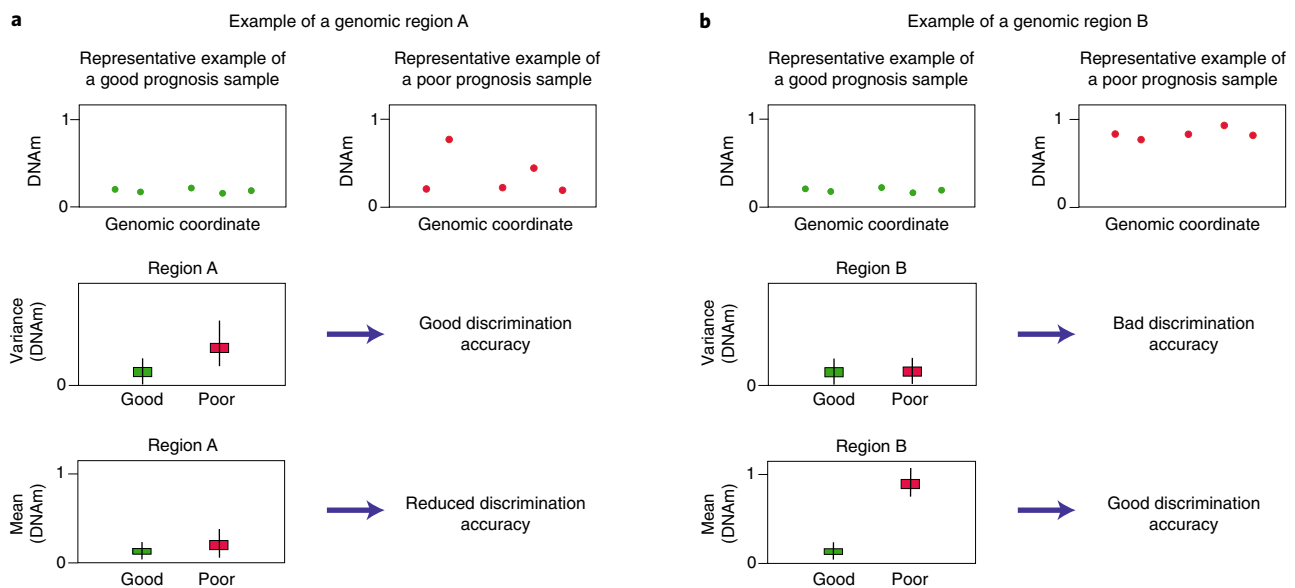 a
Example of a genomic region A
Representative example of
a good prognosis sample
Representative example of
a poor prognosis sample
1
DNAm
0
Genomic coordinate
1
DNAm
0
Genomic coordinate
Region A
Variance
(DNAm)
0
Good
Poor
Good discrimination
accuracy
Region A
1
Mean
(DNAm)
0
Good
Poor
Reduced discrimination
accuracy
b
Example of a genomic region B
Representative example of
a good prognosis sample
Representative example of
a poor prognosis sample
1
DNAm
0
Genomic coordinate
1
DNAm
0
Genomic coordinate
Region B
Variance
(DNAm)
0
Good
Poor
Bad discrimination
accuracy
Region B
1
Mean
(DNAm)
0
Good
Poor
Good discrimination
accuracy